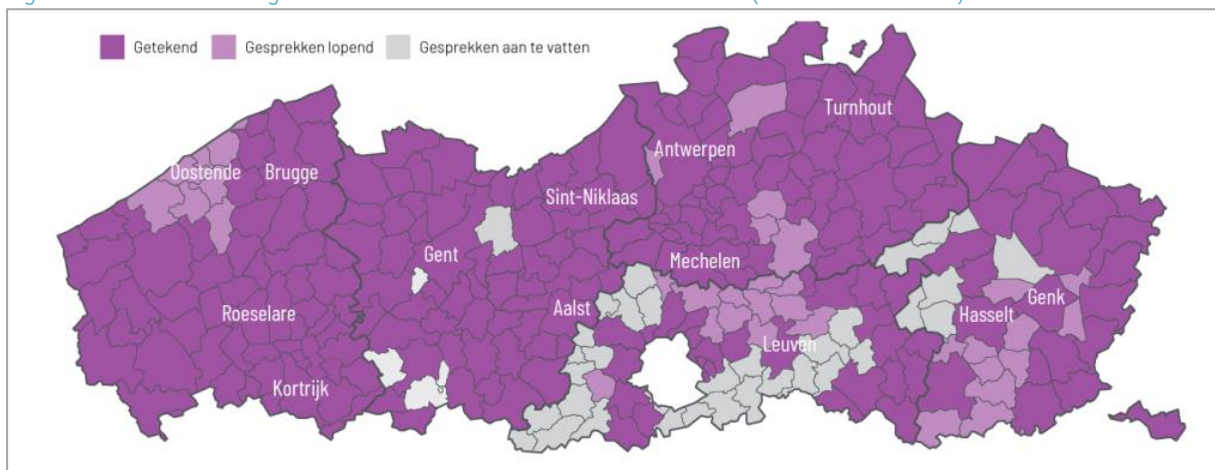 Getekend
Gesprekken lopend
Gesprekken aan te vatten
Turnhout
Antwerpen
Oostende
Brugge
Sint-Niklaas
Gent
Mechelen
Roeselare
Aalst
Genk
Hasselt
Leuven
Kortrijk